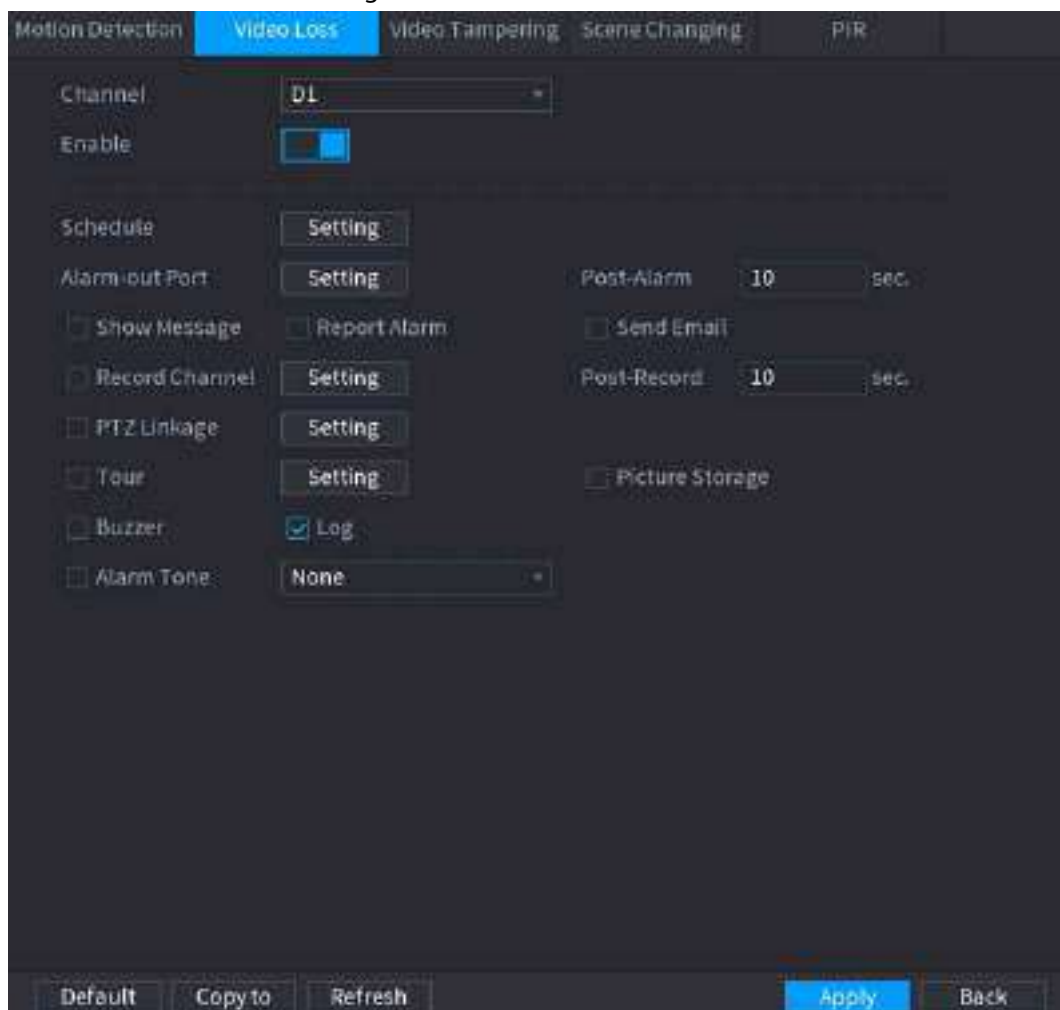 Motion Detection Video Loss Video Tampering Scene Changing PIR
Channel D1
Enable
Schedule Setting
Alarm-out Port Setting Post-Alarm 10 sec.
Show Message Report Alarm Send Email
Record Channel Setting Post-Record 10 sec.
PTZ Linkage Setting
Tour Setting Picture Storage
Buzzer Log
Alarm Tone None
Default Copy to Refresh Apply Back